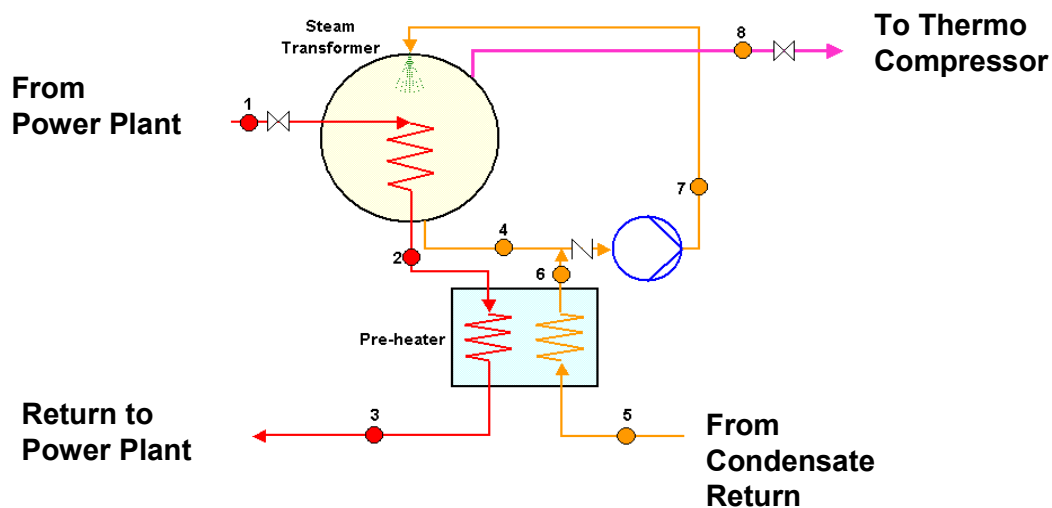 Steam
Transformer
8
To Thermo
Compressor
From
Power Plant
1
7
4
2
6
Pre-heater
Return to
Power Plant
3
5
From
Condensate
Return